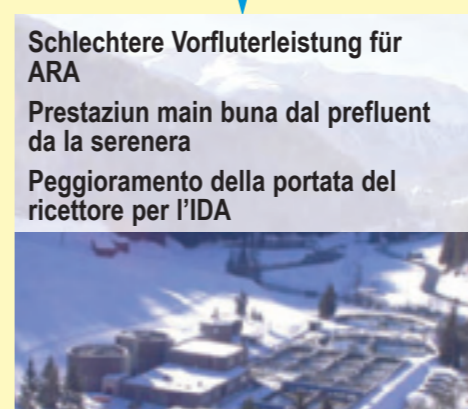 Schlechtere Vorfluterleistung für
ARA
Prestaziun main buna dal prefluent
da la serenera
Peggioramento della portata del
ricettore per l'IDA